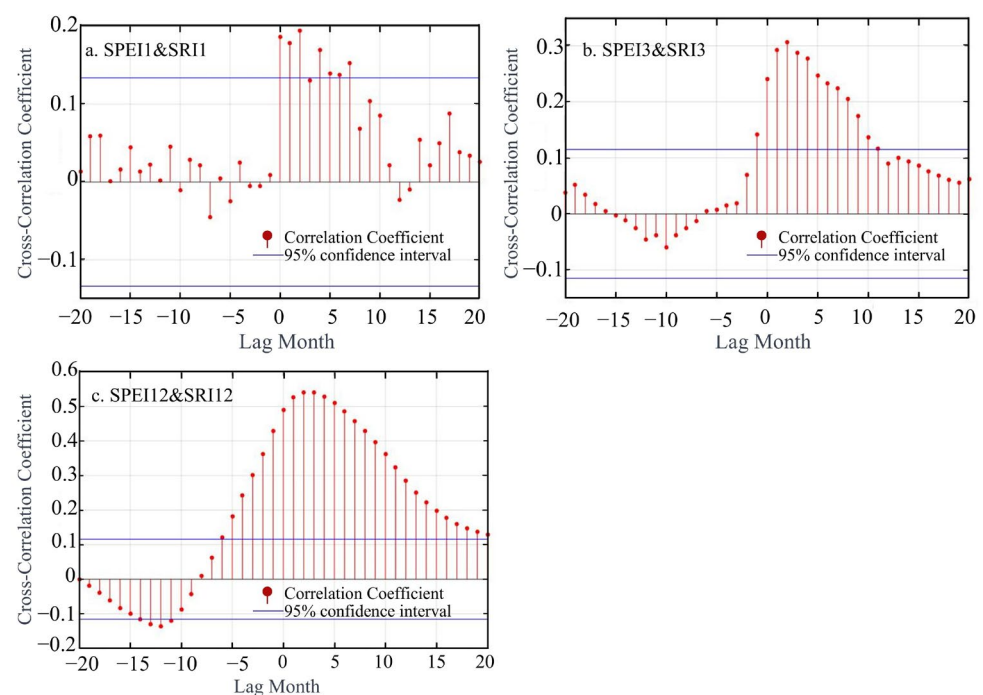 a. SPEI1&SRI1
Cross-Correlation Coefficient
0.2
0.1
0
−0.1
Correlation Coefficient
95% confidence interval
−20 −15 −10 −5 0 5 10 15 20
Lag Month
b. SPEI3&SRI3
Cross-Correlation Coefficient
0.3
0.2
0.1
0
−0.1
Correlation Coefficient
95% confidence interval
−20 −15 −10 −5 0 5 10 15 20
Lag Month
c. SPEI12&SRI12
Cross-Correlation Coefficient
0.6
0.5
0.4
0.3
0.2
0.1
0
−0.1
−0.2
Correlation Coefficient
95% confidence interval
−20 −15 −10 −5 0 5 10 15 20
Lag Month